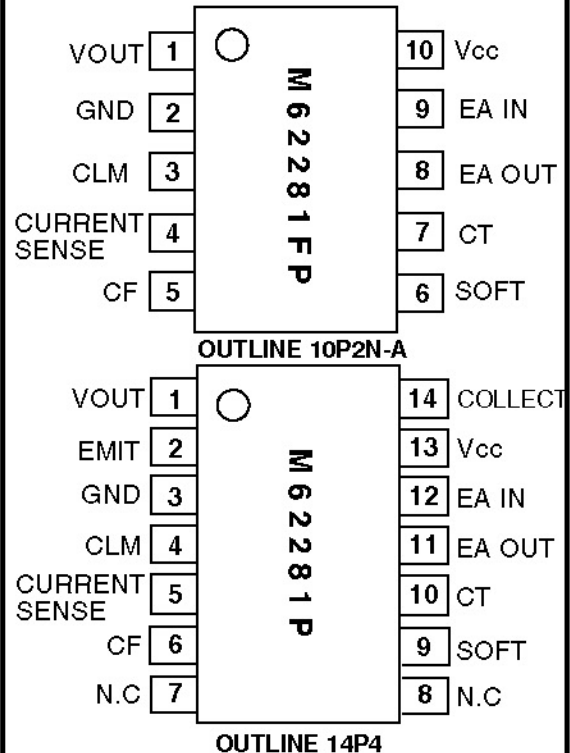 VOUT 1 10 Vcc
GND 2 9 EA IN
CLM 3 8 EA OUT
CURRENT
SENSE 4 7 CT
CF 5 6 SOFT
M62281FP
OUTLINE 10P2N-A
VOUT 1 14 COLLECT
EMIT 2 13 Vcc
GND 3 12 EA IN
CLM 4 11 EA OUT
CURRENT
SENSE 5 10 CT
CF 6 9 SOFT
N.C 7 8 N.C
M62281P
OUTLINE 14P4